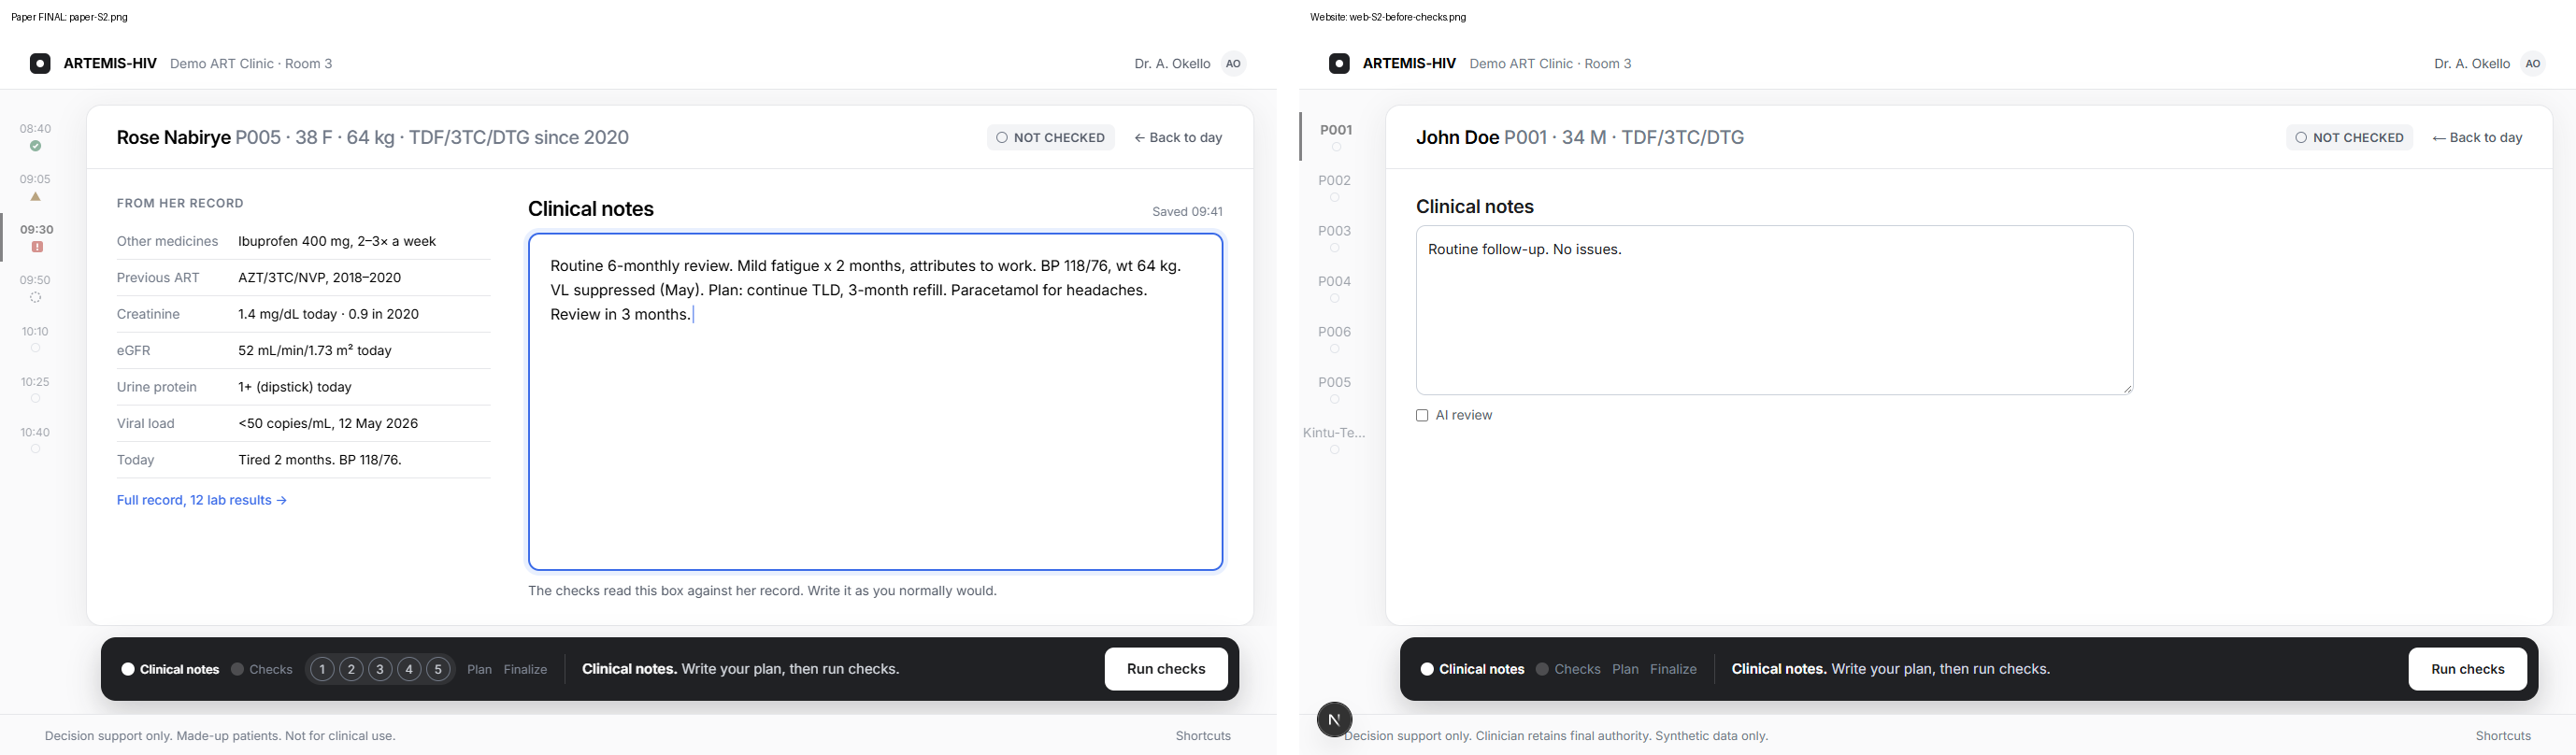 Paper FINAL: paper-S2.png
ARTEMIS-HIV Demo ART Clinic · Room 3
Dr. A. Okello AO
08:40
09:05
09:30
09:50
10:10
10:25
10:40
Rose Nabirye P005 · 38 F · 64 kg · TDF/3TC/DTG since 2020
NOT CHECKED
← Back to day
FROM HER RECORD
Other medicines Ibuprofen 400 mg, 2–3× a week
Previous ART AZT/3TC/NVP, 2018–2020
Creatinine 1.4 mg/dL today · 0.9 in 2020
eGFR 52 mL/min/1.73 m² today
Urine protein 1+ (dipstick) today
Viral load <50 copies/mL, 12 May 2026
Today Tired 2 months. BP 118/76.
Full record, 12 lab results →
Clinical notes
Saved 09:41
Routine 6-monthly review. Mild fatigue x 2 months, attributes to work. BP 118/76, wt 64 kg.
VL suppressed (May). Plan: continue TLD, 3-month refill. Paracetamol for headaches.
Review in 3 months.
The checks read this box against her record. Write it as you normally would.
Clinical notes Checks 1 2 3 4 5 Plan Finalize
Clinical notes. Write your plan, then run checks.
Run checks
Decision support only. Made-up patients. Not for clinical use.
Shortcuts
Website: web-S2-before-checks.png
ARTEMIS-HIV Demo ART Clinic · Room 3
Dr. A. Okello AO
P001
P002
P003
P004
P006
P005
Kintu-Te...
John Doe P001 · 34 M · TDF/3TC/DTG
NOT CHECKED
← Back to day
Clinical notes
Routine follow-up. No issues.
AI review
Clinical notes Checks Plan Finalize
Clinical notes. Write your plan, then run checks.
Run checks
N
Decision support only. Clinician retains final authority. Synthetic data only.
Shortcuts